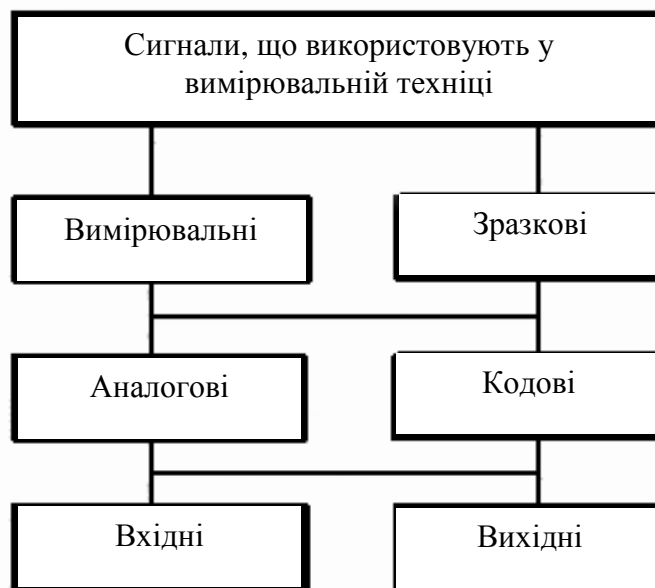 Сигнали, що використовують у
вимірювальній техніці
Вимірювальні
Зразкові
Аналогові
Кодові
Вхідні
Вихідні